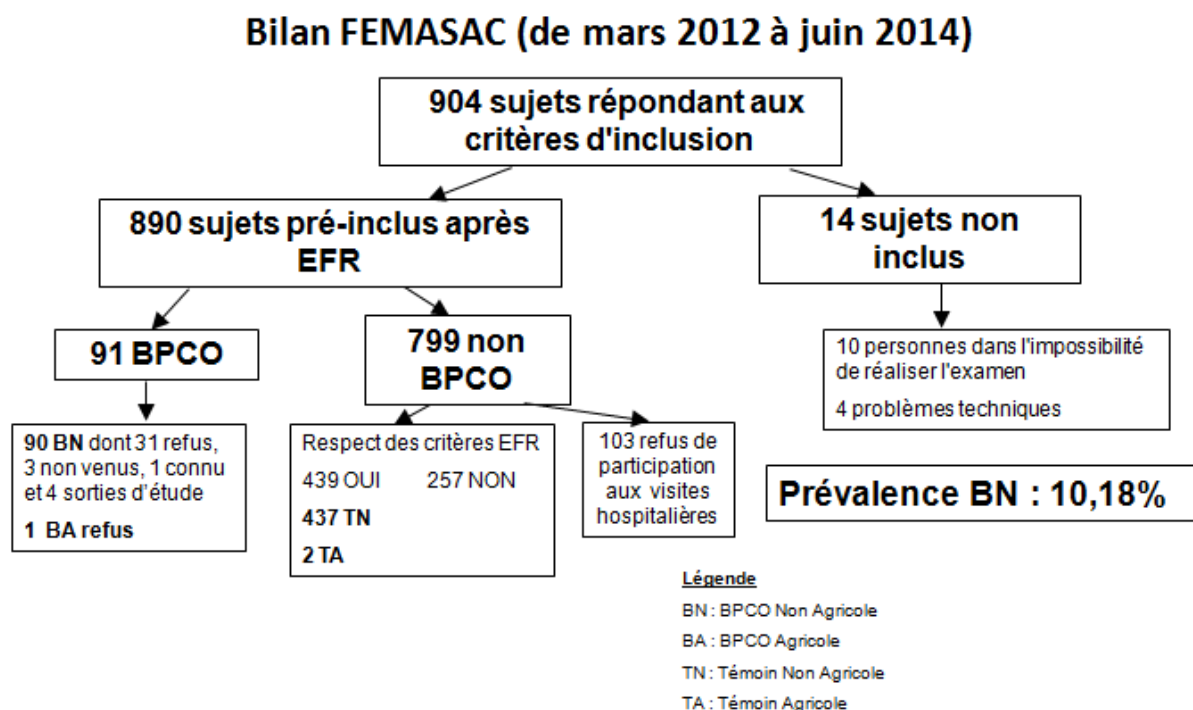 Bilan FEMASAC (de mars 2012 à juin 2014)
904 sujets répondant aux
critères d'inclusion
890 sujets pré-inclus après
EFR
14 sujets non
inclus
91 BPCO
799 non
BPCO
10 personnes dans l'impossibilité
de réaliser l'examen
4 problèmes techniques
90 BN dont 31 refus,
3 non venus, 1 connu
et 4 sorties d'étude
1 BA refus
Respect des critères EFR
439 OUI 257 NON
437 TN
2 TA
103 refus de
participation
aux visites
hospitalières
Prévalence BN : 10,18%
Légende
BN : BPCO Non Agricole
BA : BPCO Agricole
TN : Témoin Non Agricole
TA : Témoin Agricole